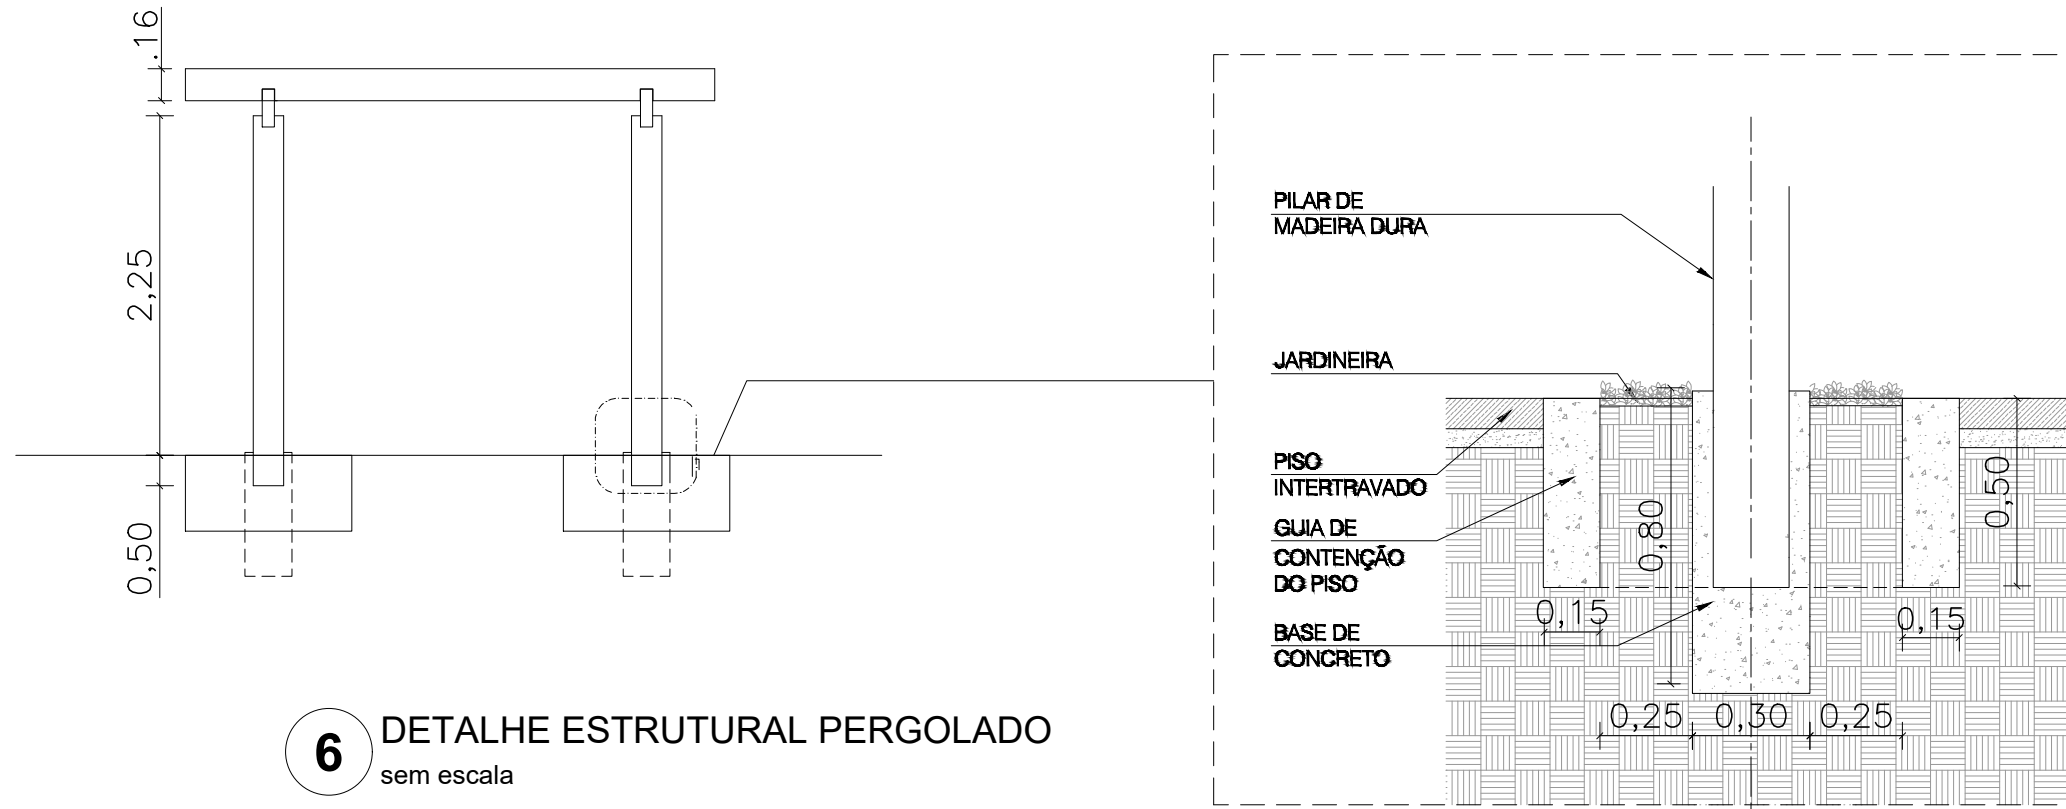 .16
2,25
0,50
6
DETALHE ESTRUTURAL PERGOLADO
sem escala
PILAR DE
MADEIRA DURA
JARDINEIRA
PISO
INTERTRAVADO
GUIA DE
CONTENÇÃO
DO PISO
BASE DE
CONCRETO
0,80
0,50
0,15
0,15
0,25
0,30
0,25